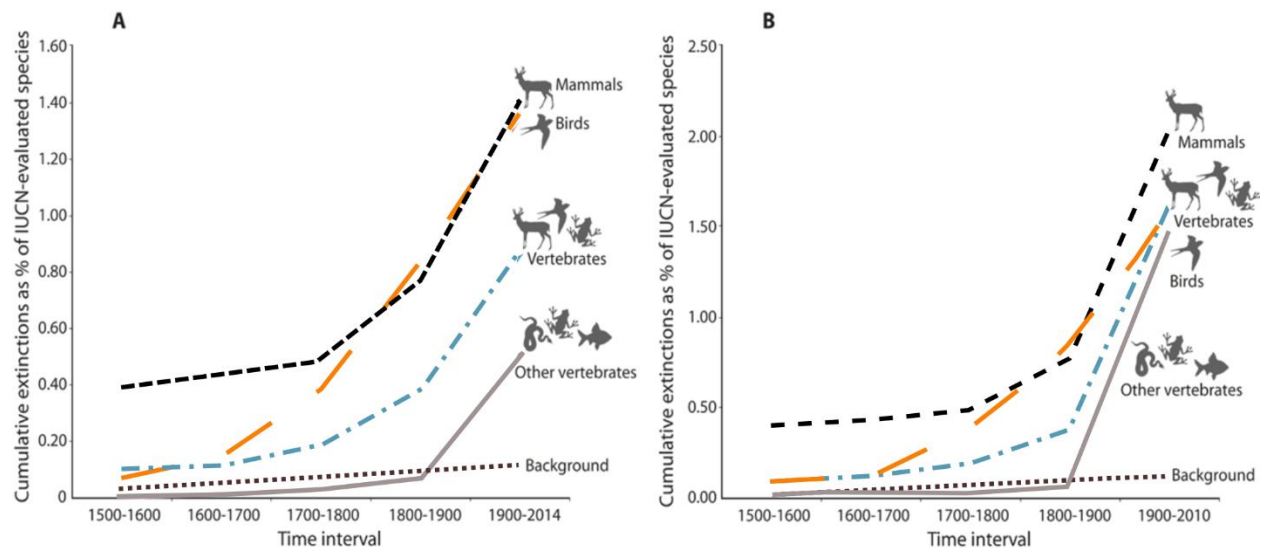 A
Cumulative extinctions as % of IUCN-evaluated species
1.60
1.40
1.20
1.00
0.80
0.60
0.40
0.20
0
Mammals
Birds
Vertebrates
Other vertebrates
Background
1500-1600 1600-1700 1700-1800 1800-1900 1900-2014
Time interval
B
Cumulative extinctions as % of IUCN-evaluated species
2.50
2.00
1.50
1.00
0.50
0.00
Mammals
Vertebrates
Birds
Other vertebrates
Background
1500-1600 1600-1700 1700-1800 1800-1900 1900-2010
Time interval